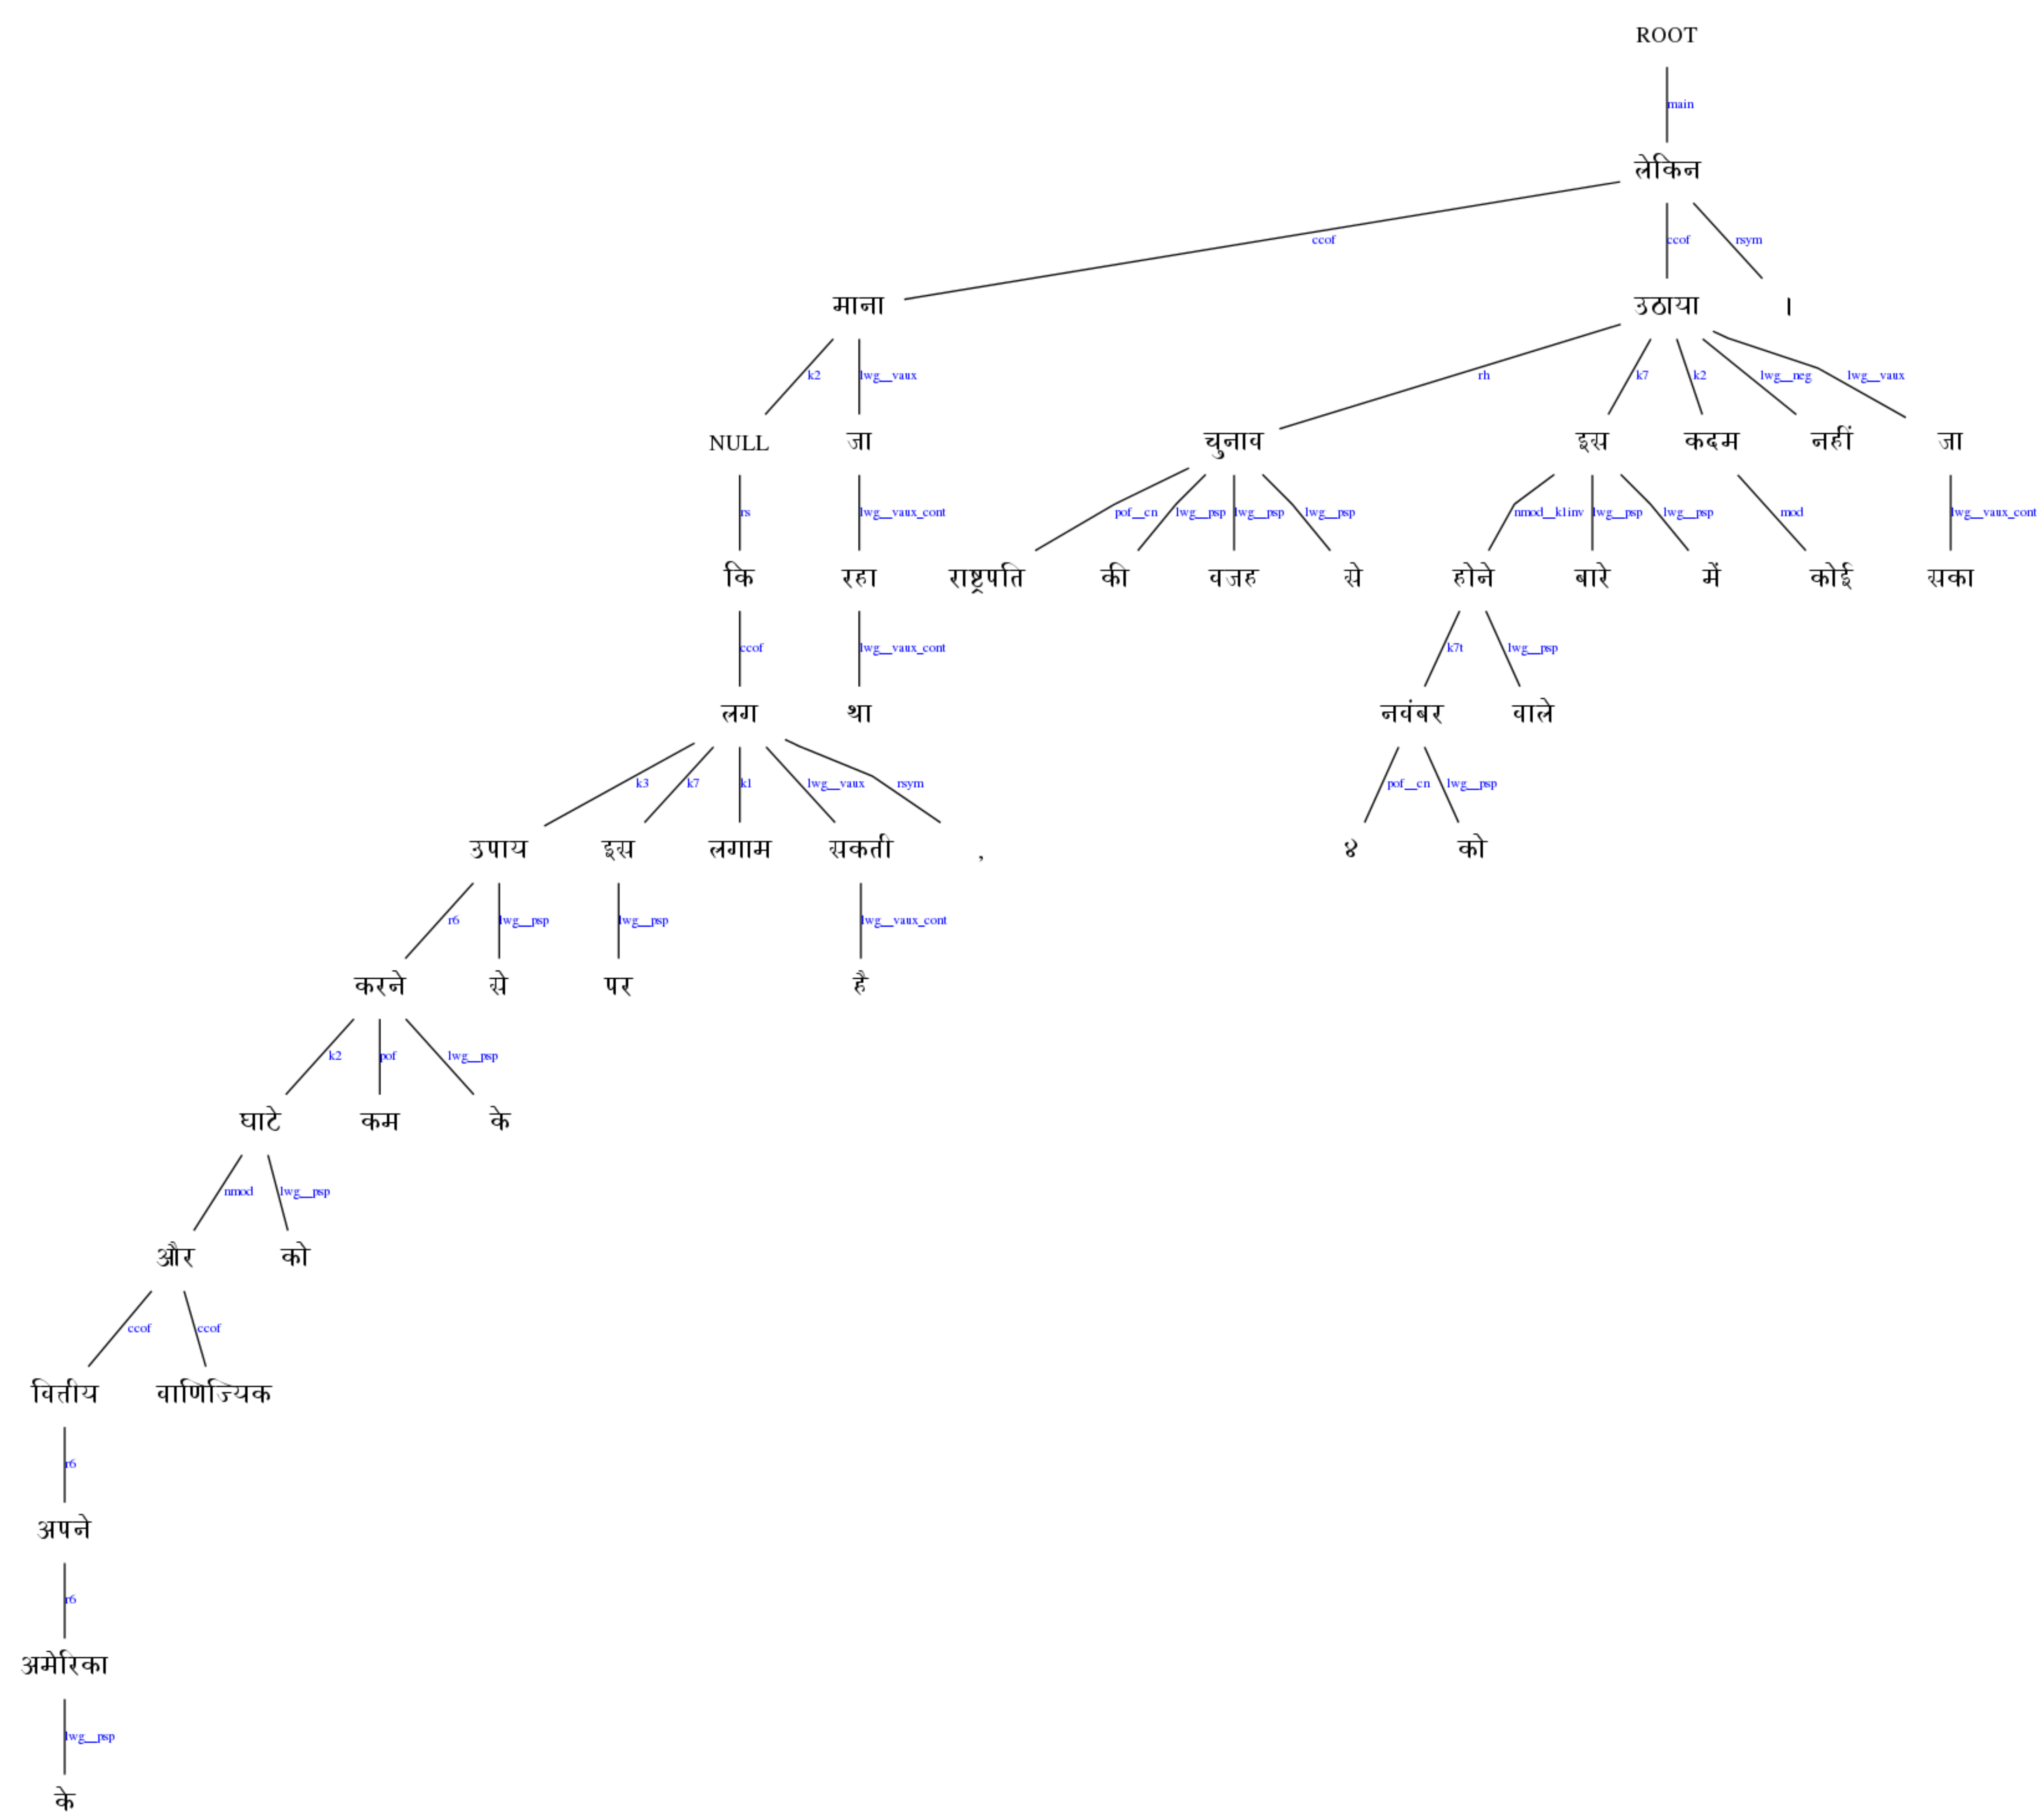 ROOT
main
लेकिन
ccof ccof rsym
माना उठाया ।
k2 lwg__vaux rh k7 k2 lwg__neg lwg__vaux
NULL जा चुनाव इस कदम नहीं जा
rs lwg__vaux_cont pof__cn lwg__psp lwg__psp lwg__psp nmod__k1inv lwg__psp lwg__psp mod lwg__vaux_cont
कि रहा राष्ट्रपति की वजह से होने बारे में कोई सका
ccof lwg__vaux_cont k7t lwg__psp
लग था नवंबर वाले
k3 k7 k1 lwg__vaux rsym pof__cn lwg__psp
उपाय इस लगाम सकती , ४ को
r6 lwg__psp lwg__psp lwg__vaux_cont
करने से पर है
k2 pof lwg__psp
घाटे कम के
nmod lwg__psp
और को
ccof ccof
वित्तीय वाणिज्यिक
r6
अपने
r6
अमेरिका
lwg__psp
के